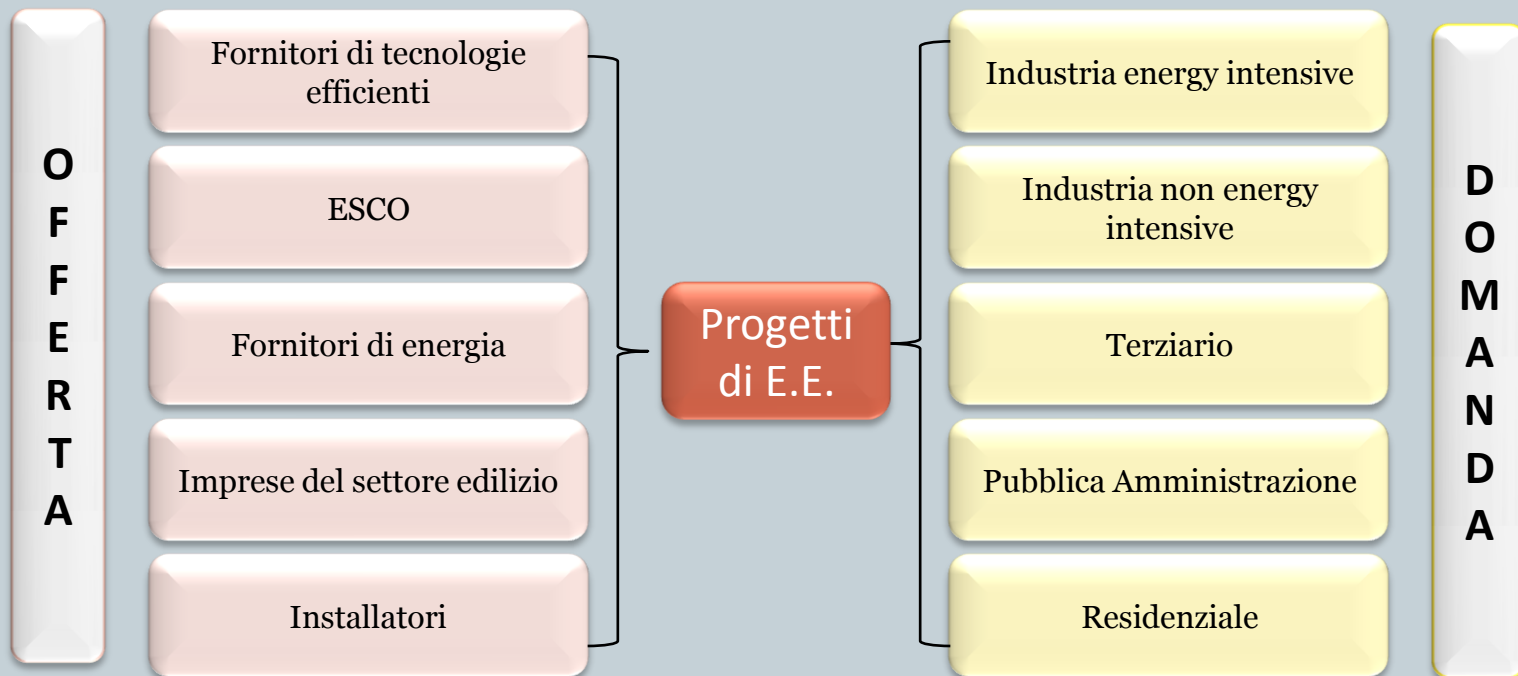 OFFERTA
Fornitori di tecnologie
efficienti
ESCO
Fornitori di energia
Imprese del settore edilizio
Installatori
Progetti
di E.E.
Industria energy intensive
Industria non energy
intensive
Terziario
Pubblica Amministrazione
Residenziale
DOMANDA